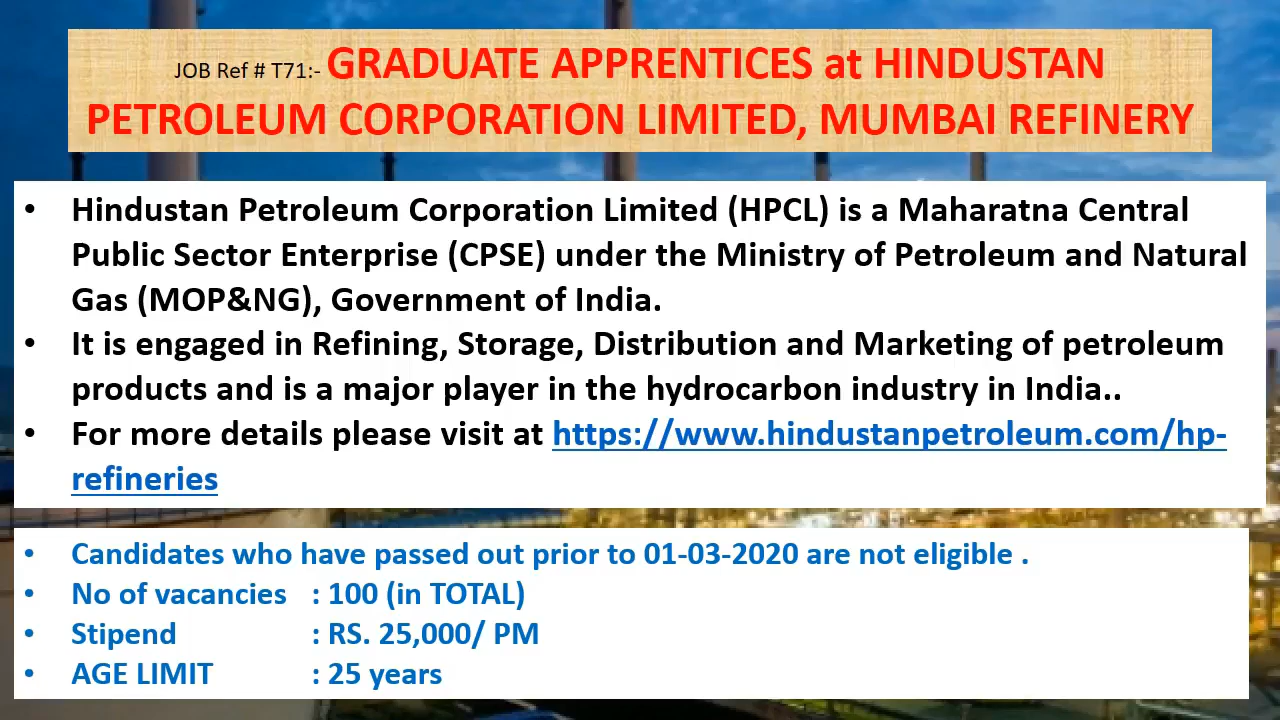 JOB Ref # T71:- GRADUATE APPRENTICES at HINDUSTAN
PETROLEUM CORPORATION LIMITED, MUMBAI REFINERY
• Hindustan Petroleum Corporation Limited (HPCL) is a Maharatna Central
Public Sector Enterprise (CPSE) under the Ministry of Petroleum and Natural
Gas (MOP&NG), Government of India.
• It is engaged in Refining, Storage, Distribution and Marketing of petroleum
products and is a major player in the hydrocarbon industry in India..
• For more details please visit at https://www.hindustanpetroleum.com/hp-
refineries
• Candidates who have passed out prior to 01-03-2020 are not eligible .
• No of vacancies : 100 (in TOTAL)
• Stipend : RS. 25,000/ PM
• AGE LIMIT : 25 years